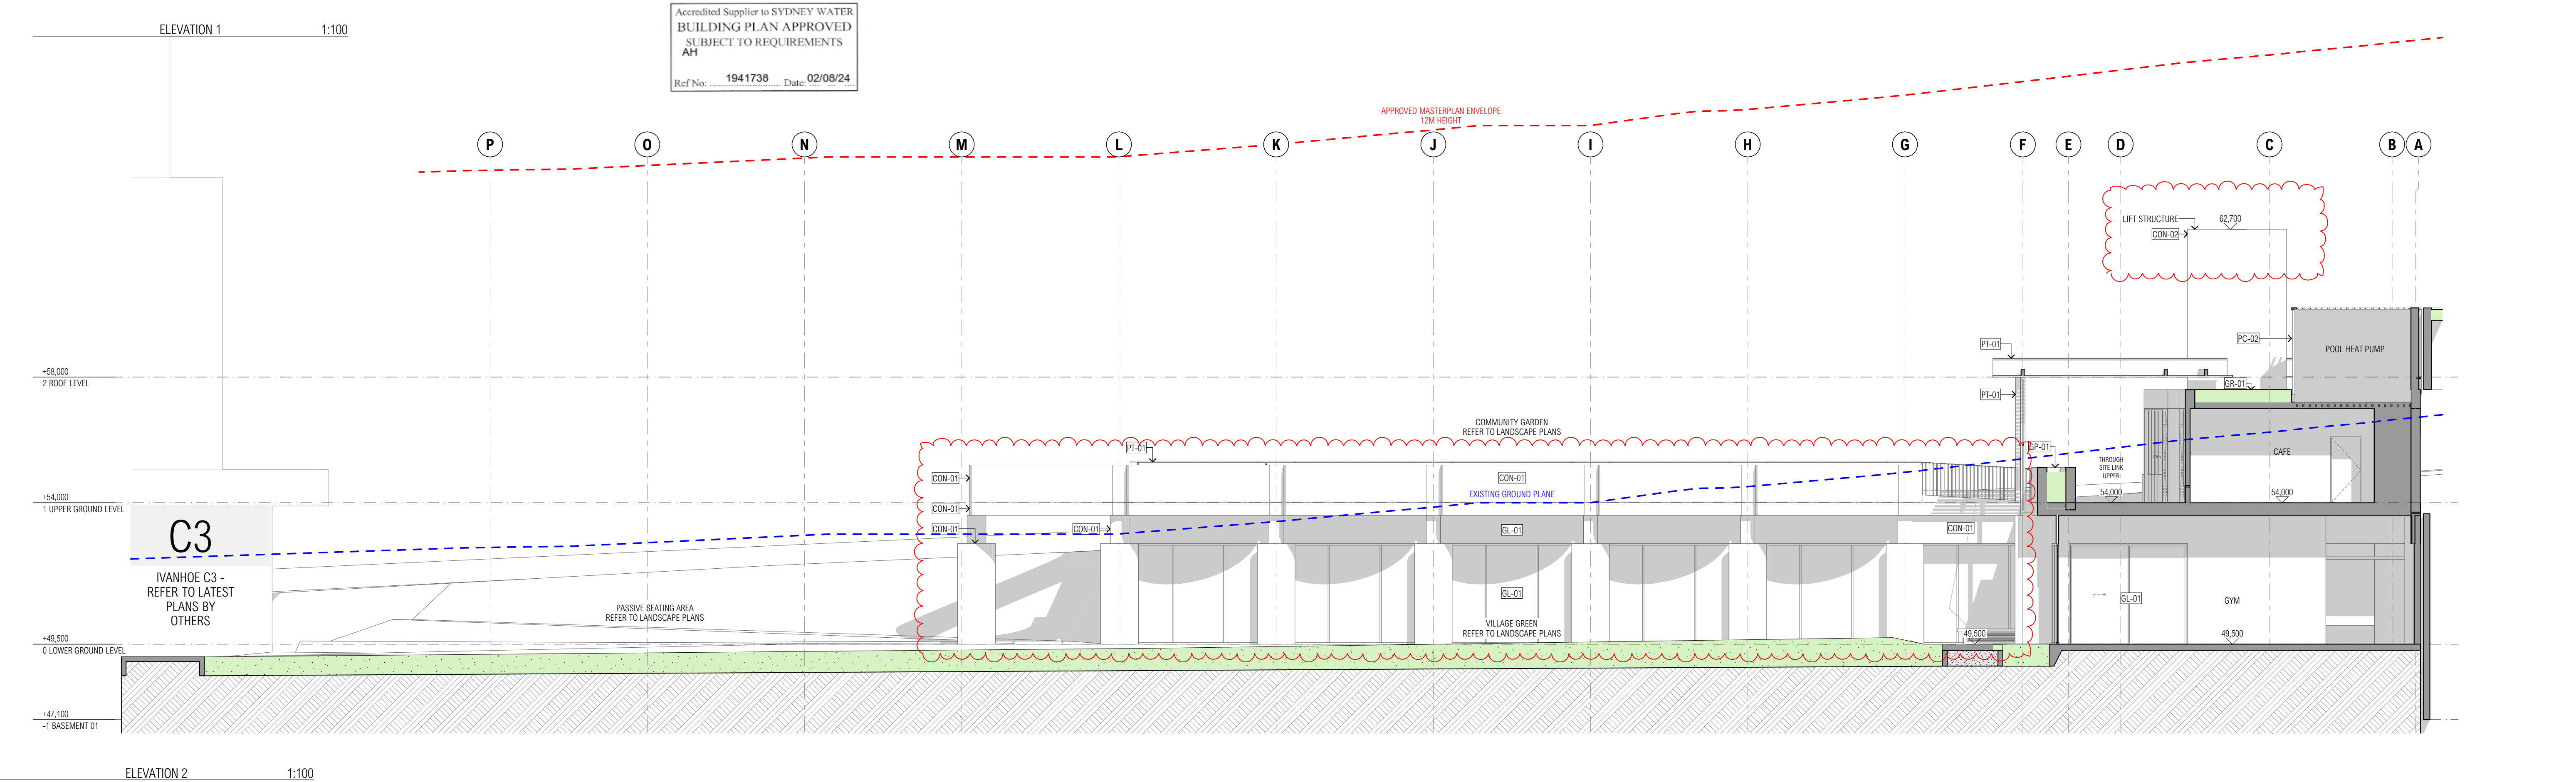 ELEVATION 1 1:100
Accredited Supplier to SYDNEY WATER
BUILDING PLAN APPROVED
SUBJECT TO REQUIREMENTS
AH
Ref No: 1941738 Date: 02/08/24
APPROVED MASTERPLAN ENVELOPE
12M HEIGHT
P O N M L K J I H G F E D C B A
LIFT STRUCTURE 62,700
CON-02
PT-01
PC-02
POOL HEAT PUMP
+58,000
2 ROOF LEVEL
GR-01
PT-01
COMMUNITY GARDEN
REFER TO LANDSCAPE PLANS
PT-01
GP-01
CAFE
THROUGH
SITE LINK
UPPER:
CON-01
CON-01
EXISTING GROUND PLANE
54,000
54,000
+54,000
1 UPPER GROUND LEVEL
CON-01
CON-01
CON-01
GL-01
CON-01
C3
IVANHOE C3 -
REFER TO LATEST
PLANS BY
OTHERS
PASSIVE SEATING AREA
REFER TO LANDSCAPE PLANS
GL-01
GL-01
GYM
VILLAGE GREEN
REFER TO LANDSCAPE PLANS
49,500
49,500
+49,500
0 LOWER GROUND LEVEL
+47,100
-1 BASEMENT 01
ELEVATION 2 1:100